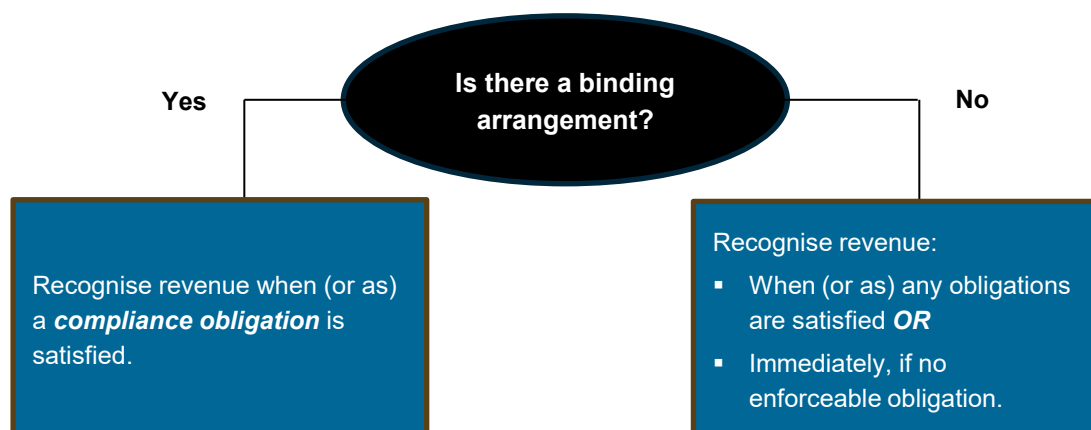 Is there a binding
arrangement?
Yes
No
Recognise revenue when (or as)
a compliance obligation is
satisfied.
Recognise revenue:
▪ When (or as) any obligations
are satisfied OR
▪ Immediately, if no
enforceable obligation.